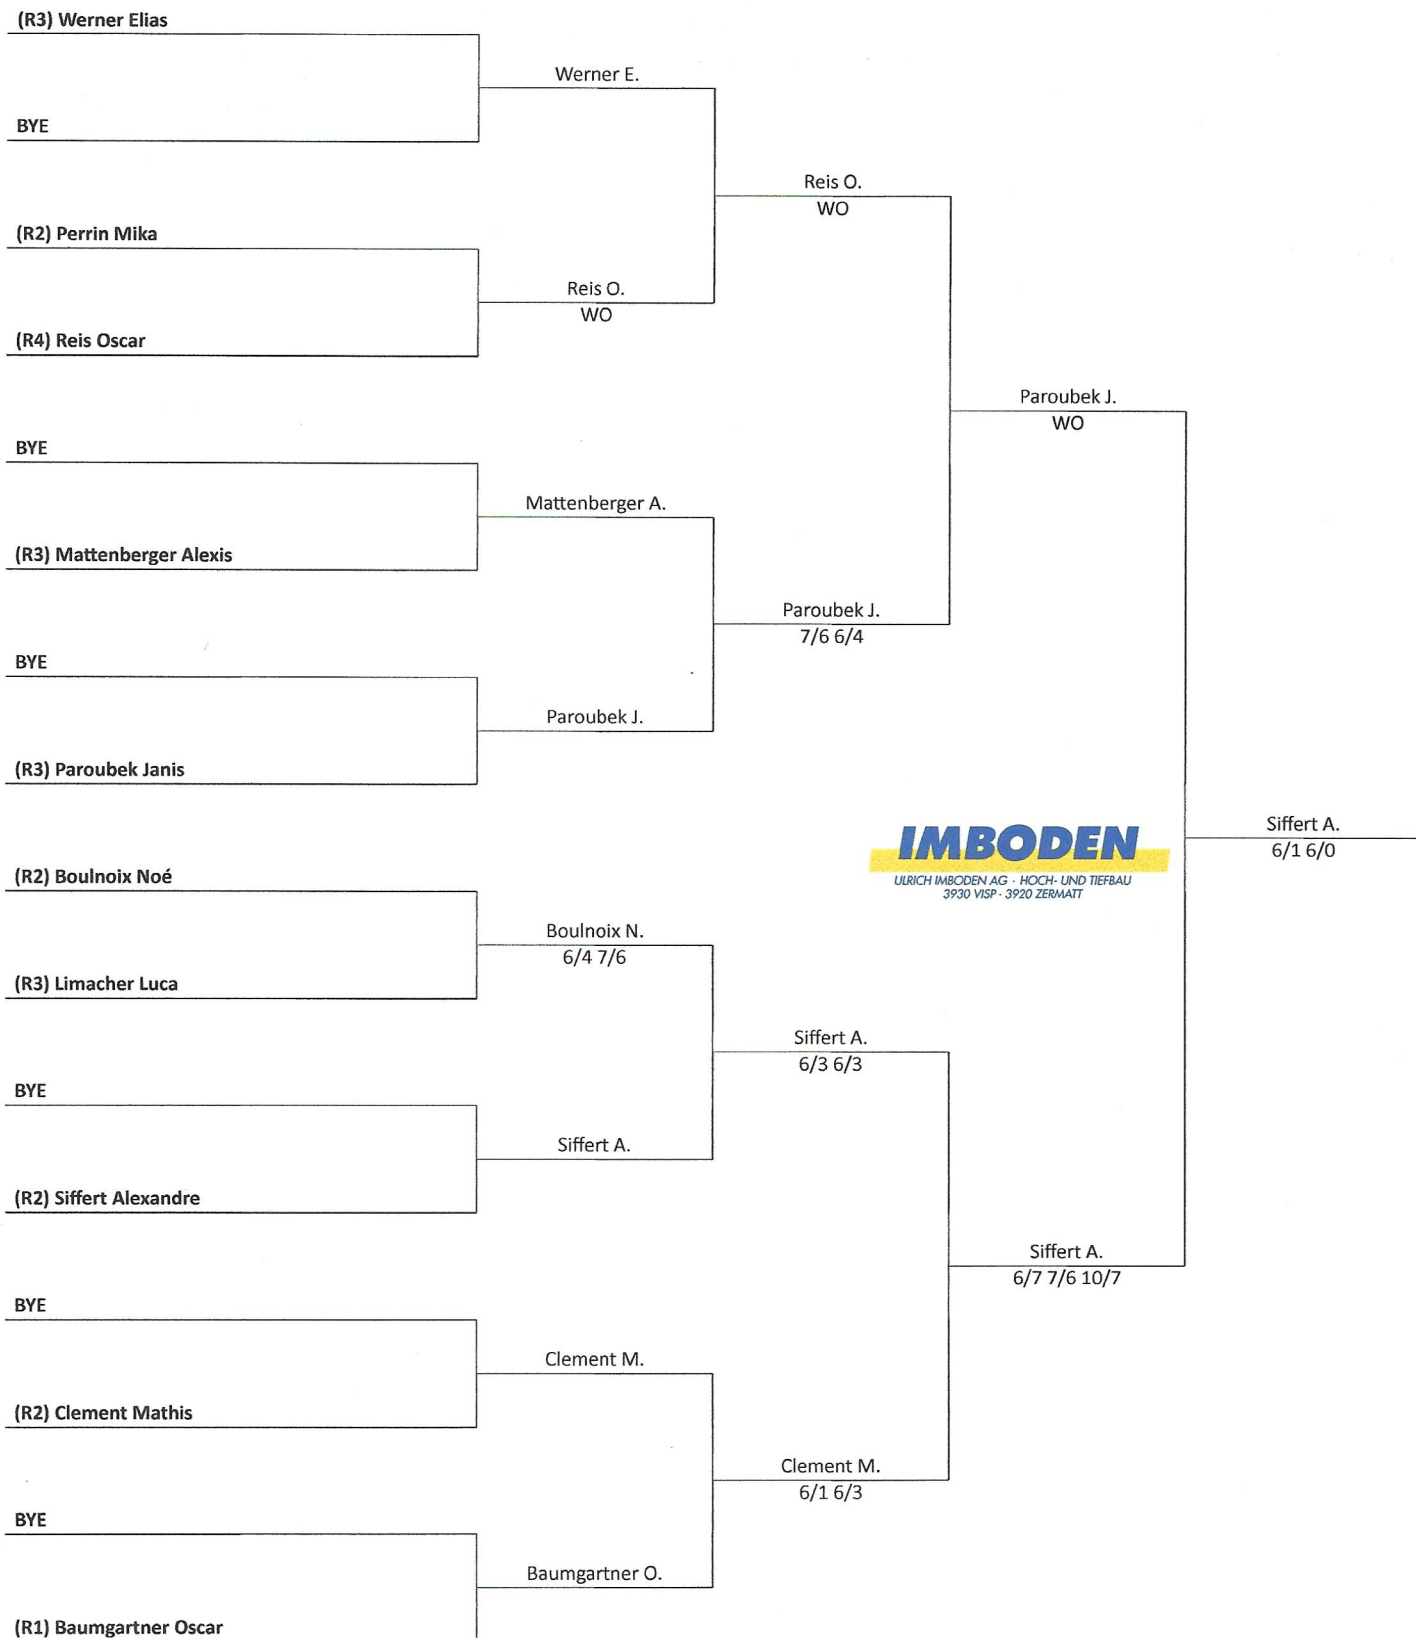 (R3) Werner Elias
Werner E.
BYE
Reis O.
WO
(R2) Perrin Mika
Reis O.
WO
(R4) Reis Oscar
Paroubek J.
WO
BYE
Mattenberger A.
(R3) Mattenberger Alexis
Paroubek J.
7/6 6/4
BYE
Paroubek J.
(R3) Paroubek Janis
Siffert A.
6/1 6/0
IMBODEN
ULRICH IMBODEN AG · HOCH- UND TIEFBAU
3930 VISP · 3920 ZERMATT
(R2) Boulnoix Noé
Boulnoix N.
6/4 7/6
(R3) Limacher Luca
Siffert A.
6/3 6/3
BYE
Siffert A.
(R2) Siffert Alexandre
Siffert A.
6/7 7/6 10/7
BYE
Clement M.
(R2) Clement Mathis
Clement M.
6/1 6/3
BYE
Baumgartner O.
(R1) Baumgartner Oscar